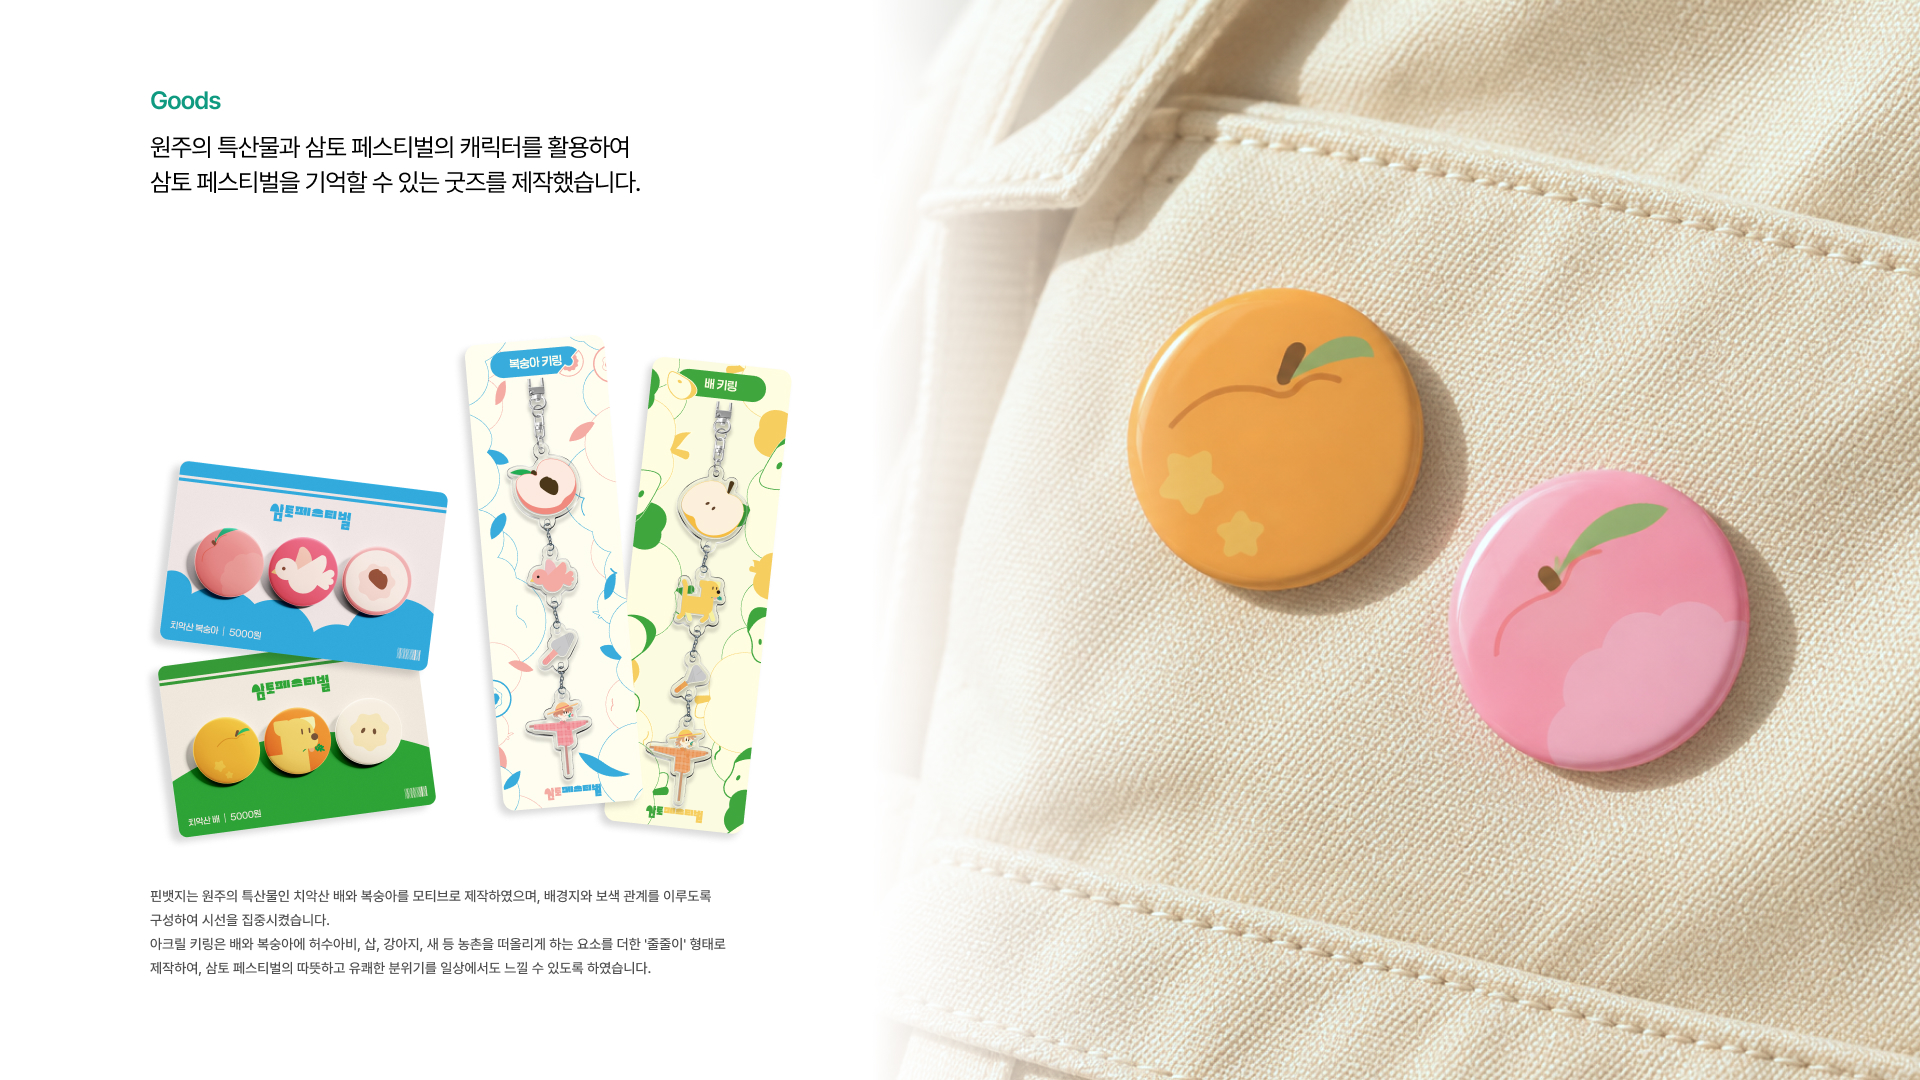 Goods
원주의 특산물과 삼토 페스티벌의 캐릭터를 활용하여
삼토 페스티벌을 기억할 수 있는 굿즈를 제작했습니다.
복숭아 키링
배 키링
삼토페스티벌
치악산 복숭아 | 5000원
삼토페스티벌
치악산 배 | 5000원
삼토페스티벌
삼토페스티벌
핀뱃지는 원주의 특산물인 치악산 배와 복숭아를 모티브로 제작하였으며, 배경지와 보색 관계를 이루도록
구성하여 시선을 집중시켰습니다.
아크릴 키링은 배와 복숭아에 허수아비, 삽, 강아지, 새 등 농촌을 떠올리게 하는 요소를 더한 '줄줄이' 형태로
제작하여, 삼토 페스티벌의 따뜻하고 유쾌한 분위기를 일상에서도 느낄 수 있도록 하였습니다.